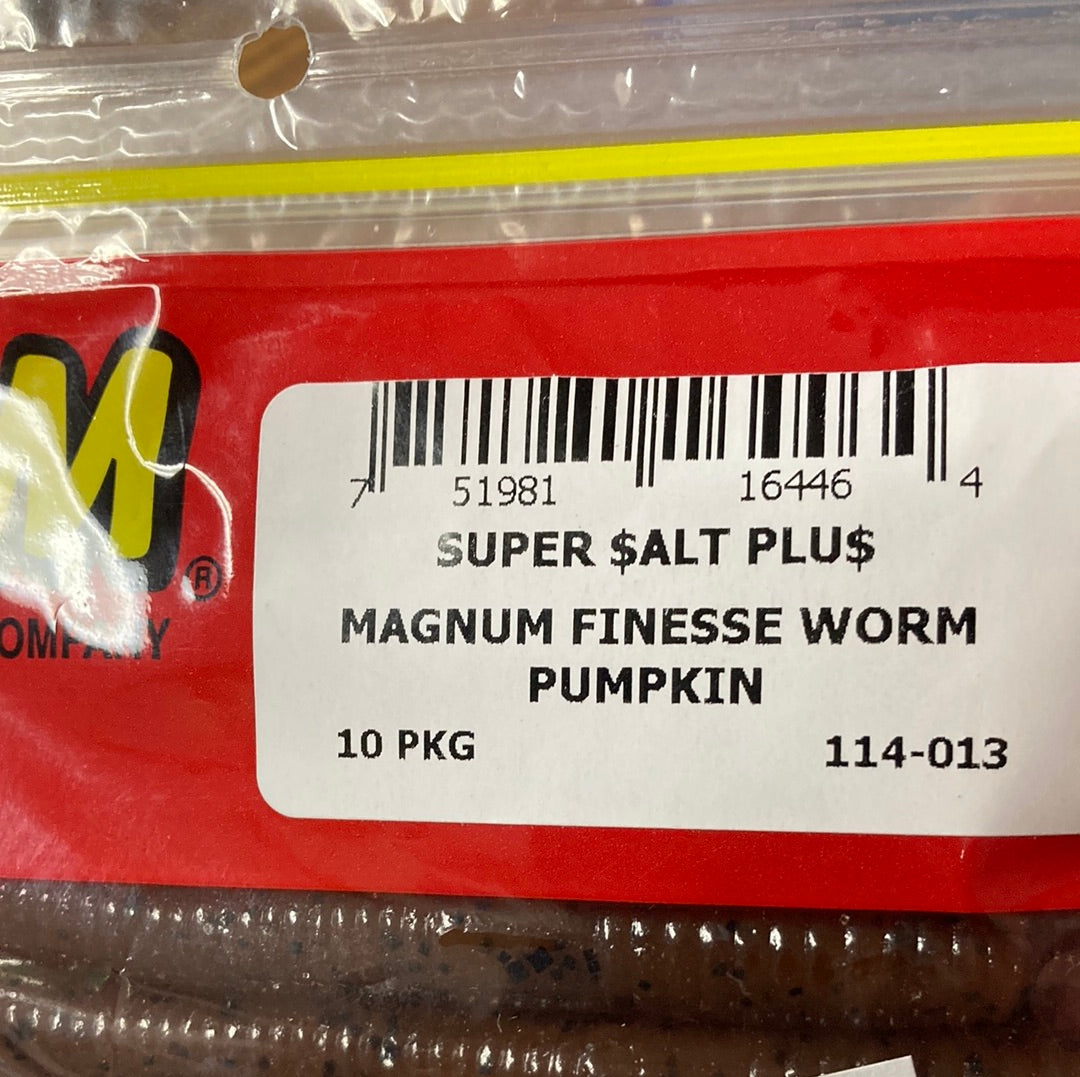 M®
OMPANY
7 51981 16446 4
SUPER $ALT PLU$
MAGNUM FINESSE WORM
PUMPKIN
10 PKG 114-013